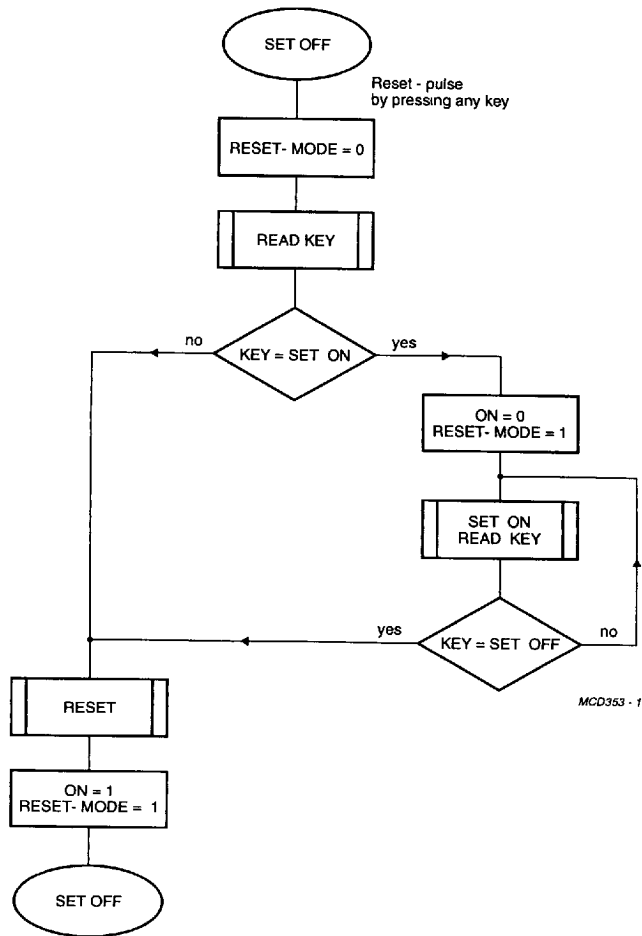 SET OFF
Reset - pulse
by pressing any key
RESET- MODE = 0
READ KEY
no
KEY = SET ON
yes
ON = 0
RESET- MODE = 1
SET ON
READ KEY
yes
KEY = SET OFF
no
MCD353 - 1
RESET
ON = 1
RESET- MODE = 1
SET OFF